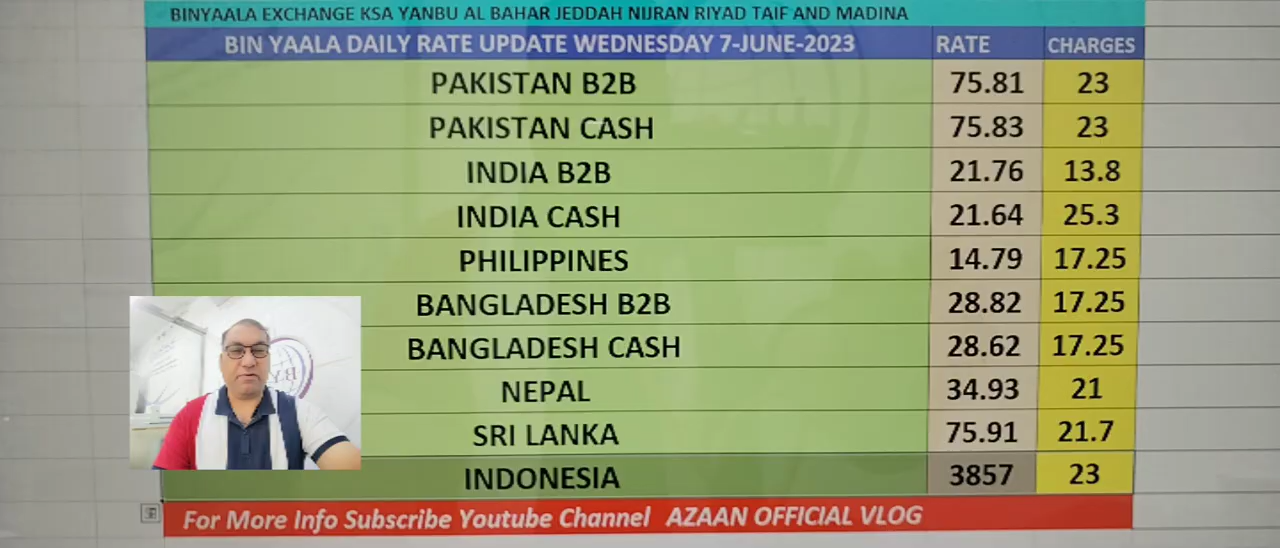 BINYAALA EXCHANGE KSA YANBU AL BAHAR JEDDAH NIJRAN RIYAD TAIF AND MADINA
BIN YAALA DAILY RATE UPDATE WEDNESDAY 7-JUNE-2023 RATE CHARGES
PAKISTAN B2B 75.81 23
PAKISTAN CASH 75.83 23
INDIA B2B 21.76 13.8
INDIA CASH 21.64 25.3
PHILIPPINES 14.79 17.25
BANGLADESH B2B 28.82 17.25
BANGLADESH CASH 28.62 17.25
NEPAL 34.93 21
SRI LANKA 75.91 21.7
INDONESIA 3857 23
For More Info Subscribe Youtube Channel AZAAN OFFICIAL VLOG